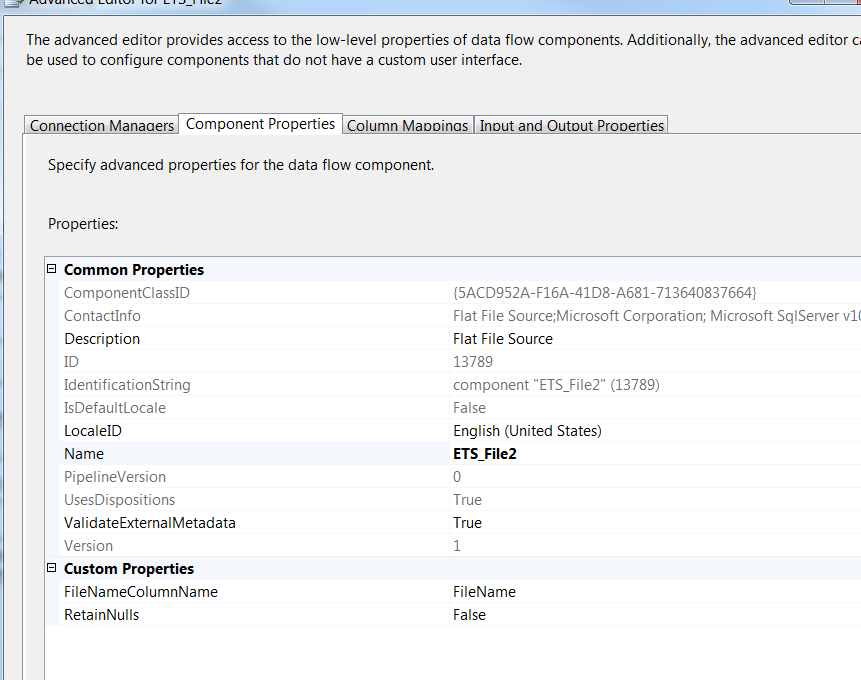 Advanced Editor for ETS_File2
The advanced editor provides access to the low-level properties of data flow components. Additionally, the advanced editor
be used to configure components that do not have a custom user interface.
Connection Managers Component Properties Column Mappings Input and Output Properties
Specify advanced properties for the data flow component.
Properties:
Common Properties
ComponentClassID {5ACD952A-F16A-41D8-A681-713640837664}
ContactInfo Flat File Source;Microsoft Corporation; Microsoft SqlServer v10
Description Flat File Source
ID 13789
IdentificationString component "ETS_File2" (13789)
IsDefaultLocale False
LocaleID English (United States)
Name ETS_File2
PipelineVersion 0
UsesDispositions True
ValidateExternalMetadata True
Version 1
Custom Properties
FileNameColumnName FileName
RetainNulls False